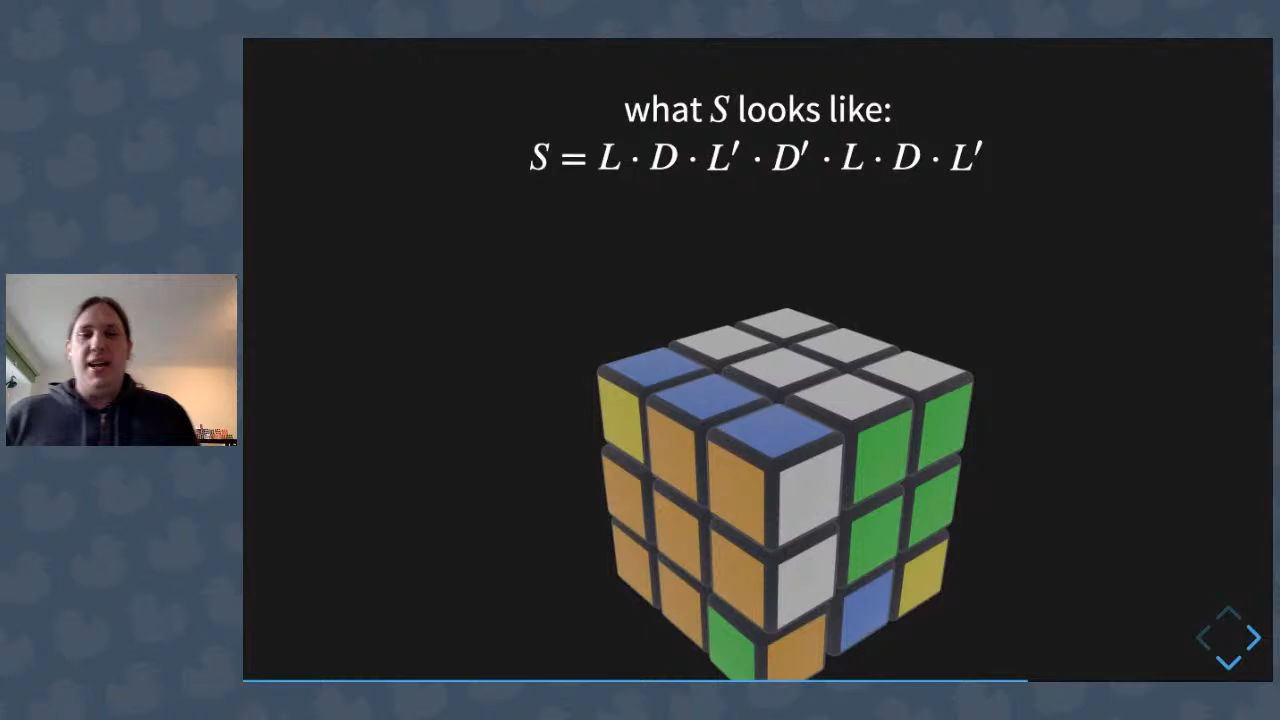 what S looks like:
S = L · D · L′ · D′ · L · D · L′